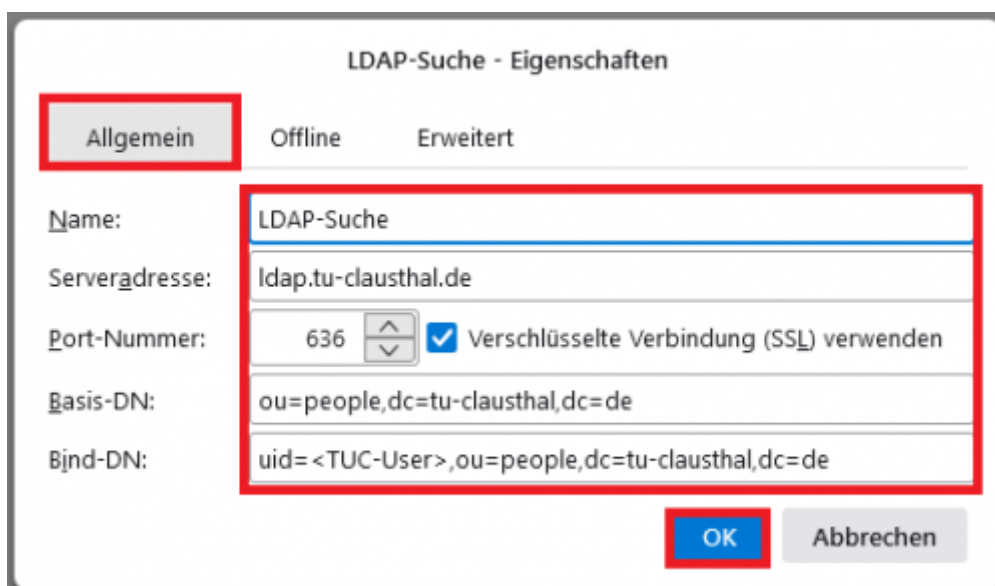 LDAP-Suche - Eigenschaften
Allgemein Offline Erweitert
Name: LDAP-Suche
Serveradresse: ldap.tu-clausthal.de
Port-Nummer: 636 Verschlüsselte Verbindung (SSL) verwenden
Basis-DN: ou=people,dc=tu-clausthal,dc=de
Bind-DN: uid=<TUC-User>,ou=people,dc=tu-clausthal,dc=de
OK Abbrechen